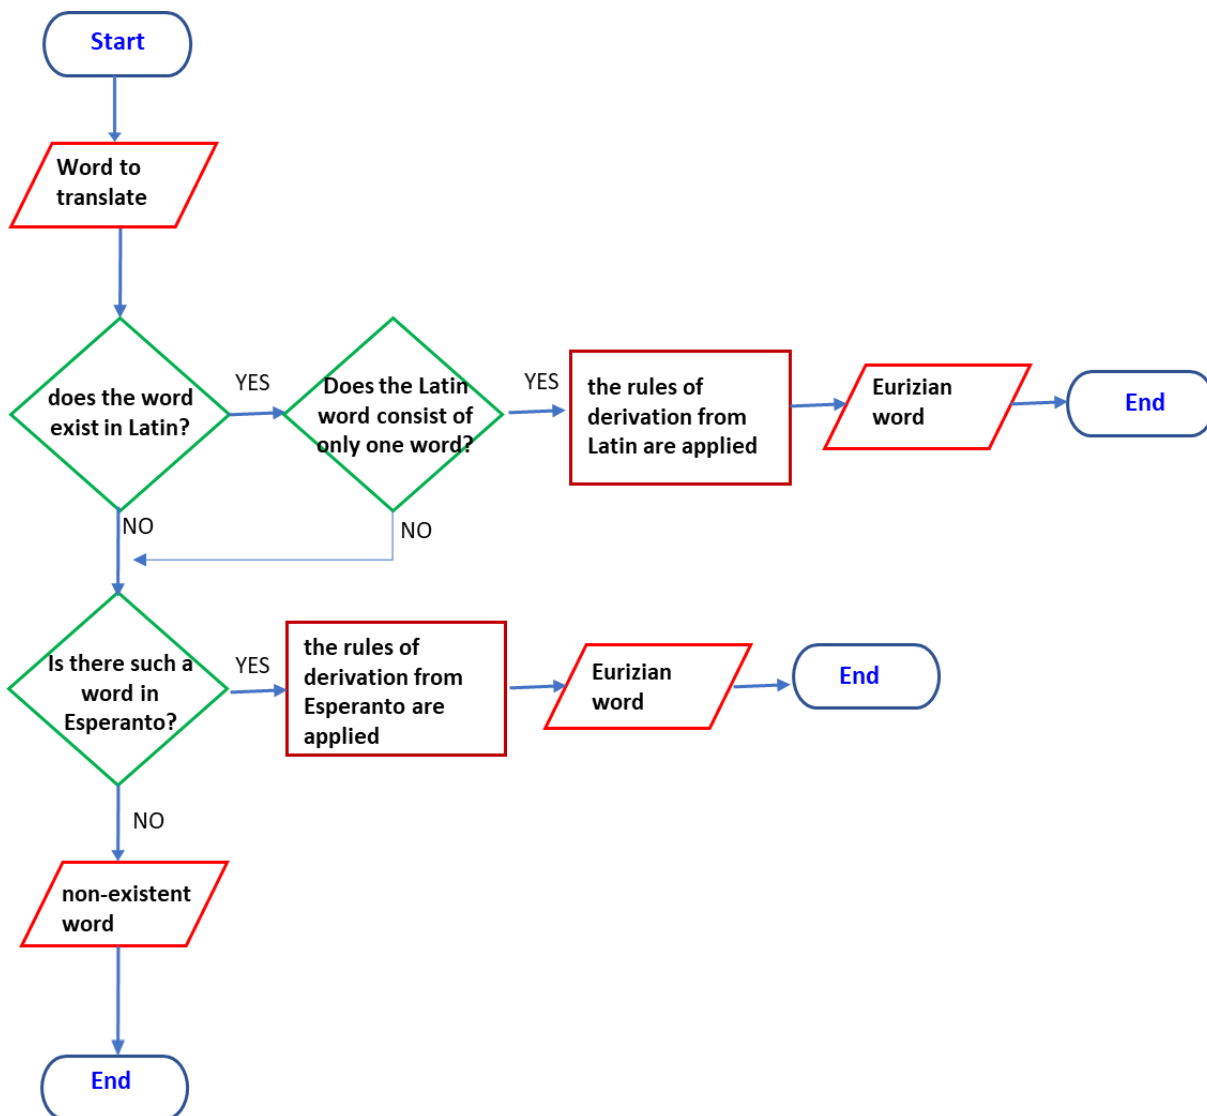 Start
Word to
translate
does the word
exist in Latin?
YES
Does the Latin
word consist of
only one word?
YES
the rules of
derivation from
Latin are applied
Eurizian
word
End
NO
NO
Is there such a
word in
Esperanto?
YES
the rules of
derivation from
Esperanto are
applied
Eurizian
word
End
NO
non-existent
word
End